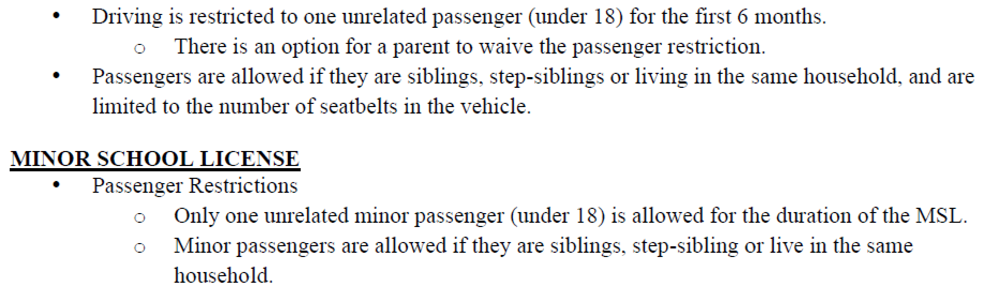 • Driving is restricted to one unrelated passenger (under 18) for the first 6 months.
o There is an option for a parent to waive the passenger restriction.
• Passengers are allowed if they are siblings, step-siblings or living in the same household, and are
limited to the number of seatbelts in the vehicle.
MINOR SCHOOL LICENSE
• Passenger Restrictions
o Only one unrelated minor passenger (under 18) is allowed for the duration of the MSL.
o Minor passengers are allowed if they are siblings, step-sibling or live in the same
household.